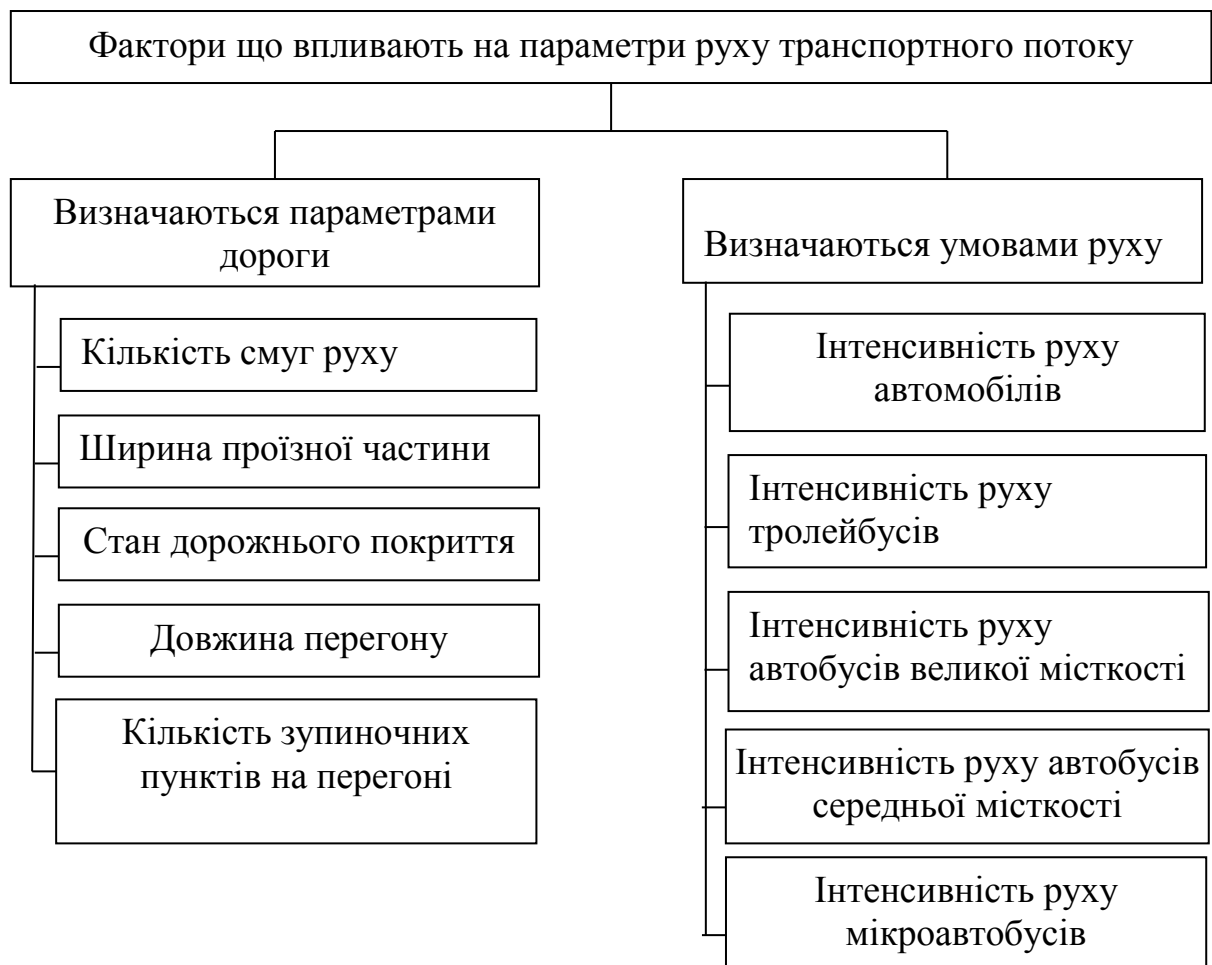 Фактори що впливають на параметри руху транспортного потоку
Визначаються параметрами
дороги
Кількість смуг руху
Ширина проїзної частини
Стан дорожнього покриття
Довжина перегону
Кількість зупиночних
пунктів на перегоні
Визначаються умовами руху
Інтенсивність руху
автомобілів
Інтенсивність руху
тролейбусів
Інтенсивність руху
автобусів великої місткості
Інтенсивність руху автобусів
середньої місткості
Інтенсивність руху
мікроавтобусів